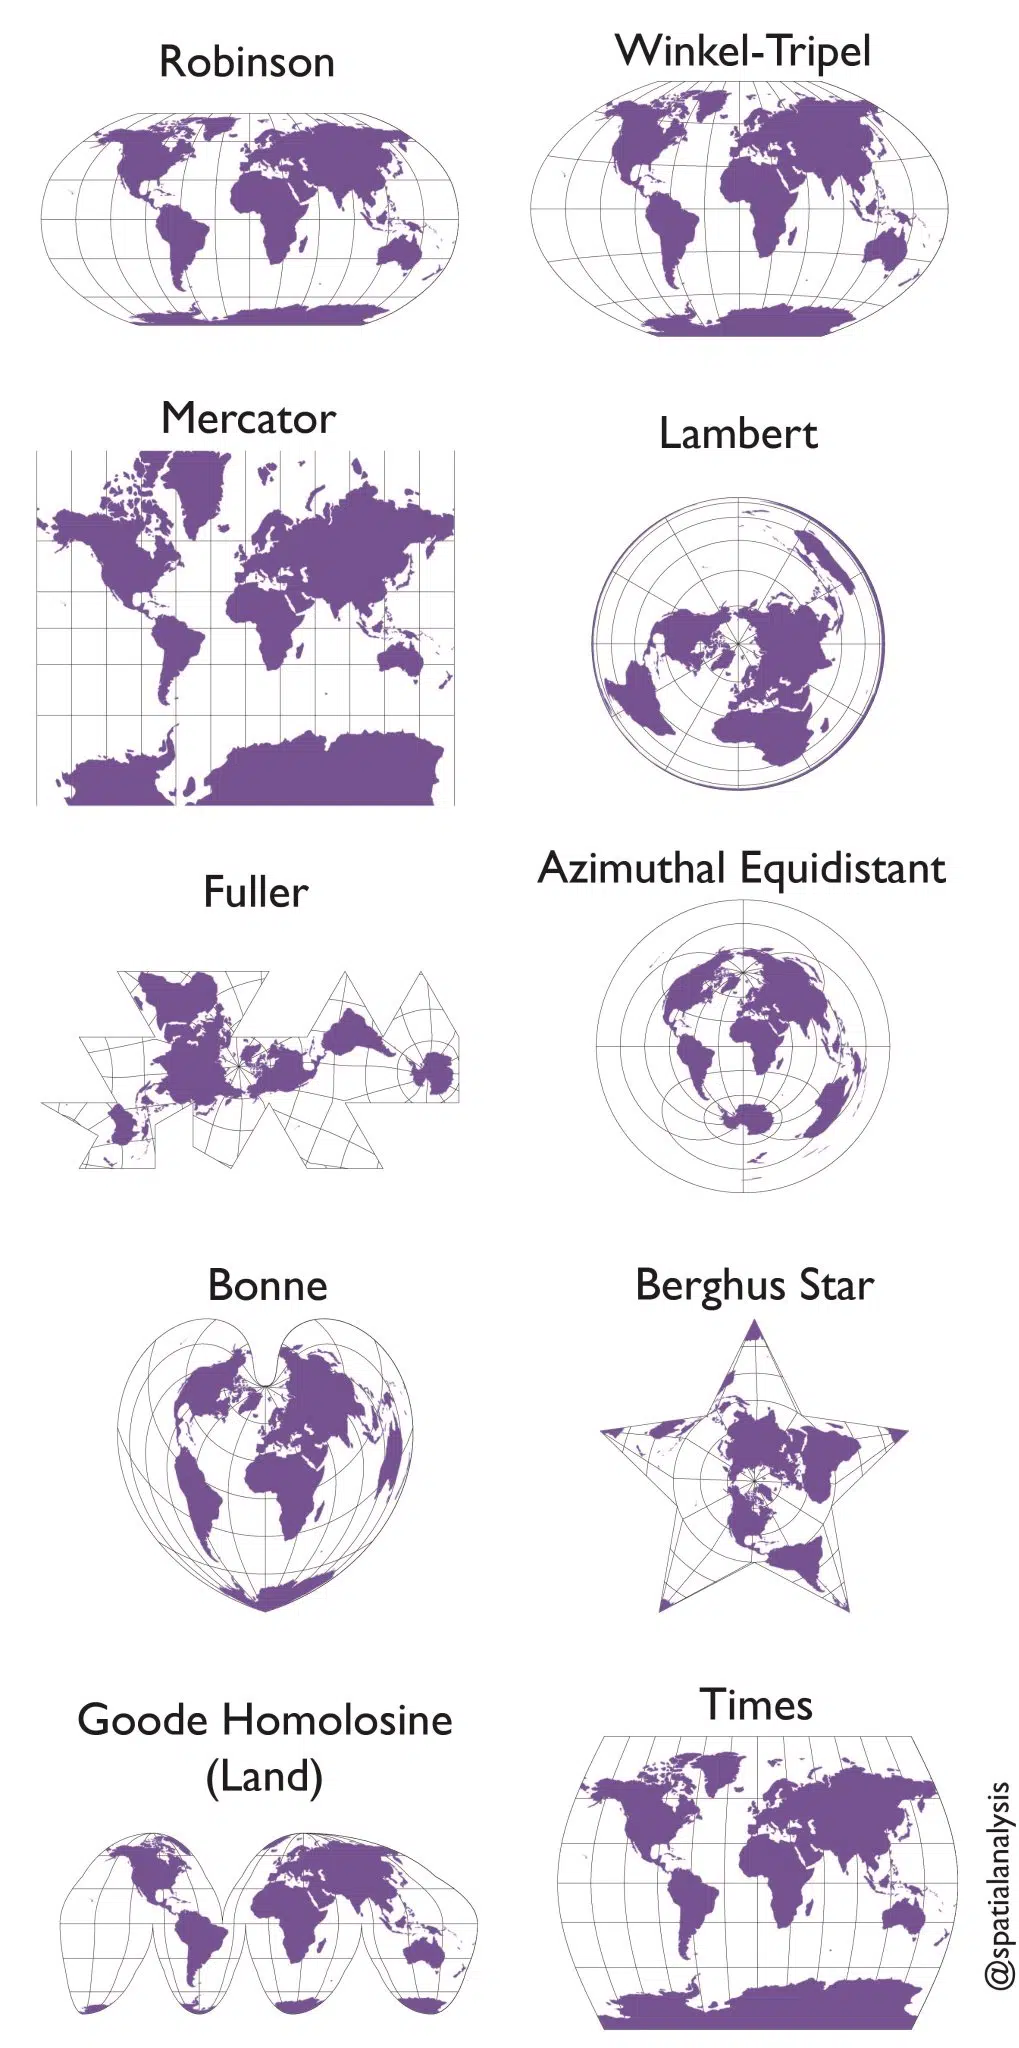 Robinson
Winkel-Tripel
Mercator
Lambert
Fuller
Azimuthal Equidistant
Bonne
Berghus Star
Goode Homolosine
(Land)
Times
@spatialanalysis